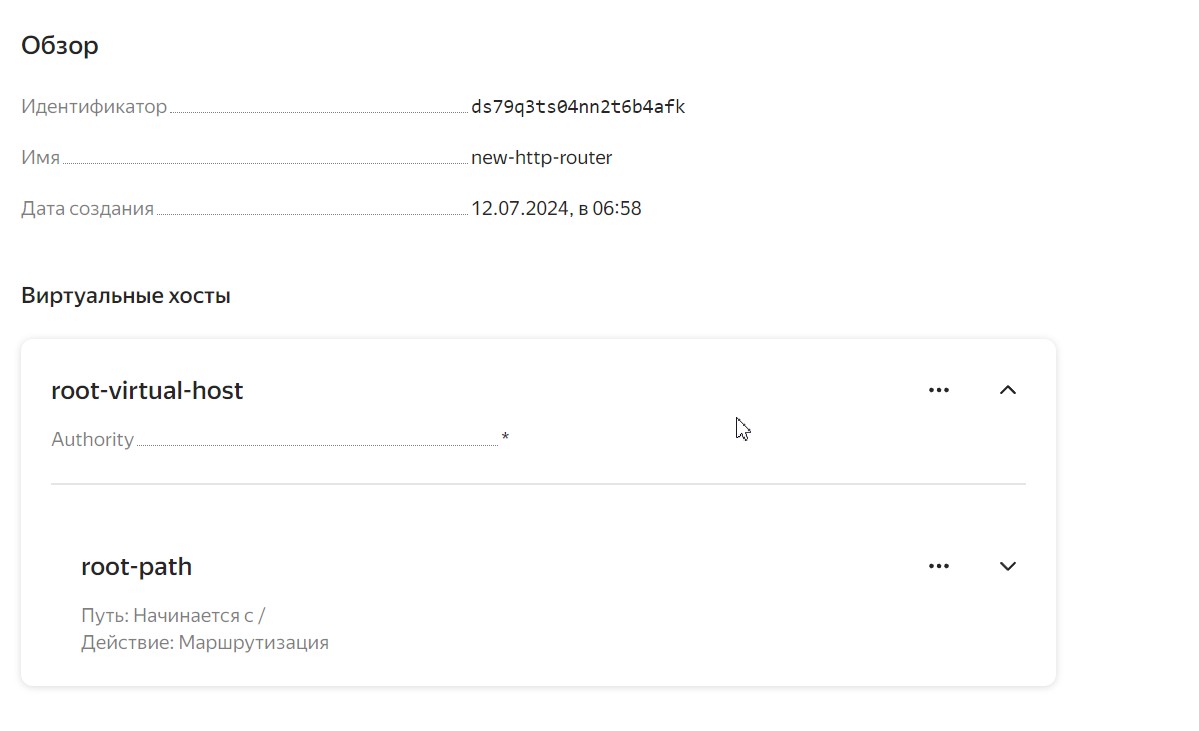 Обзор
Идентификатор ds79q3ts04nn2t6b4afk
Имя new-http-router
Дата создания 12.07.2024, в 06:58
Виртуальные хосты
root-virtual-host
Authority *
root-path
Путь: Начинается с /
Действие: Маршрутизация